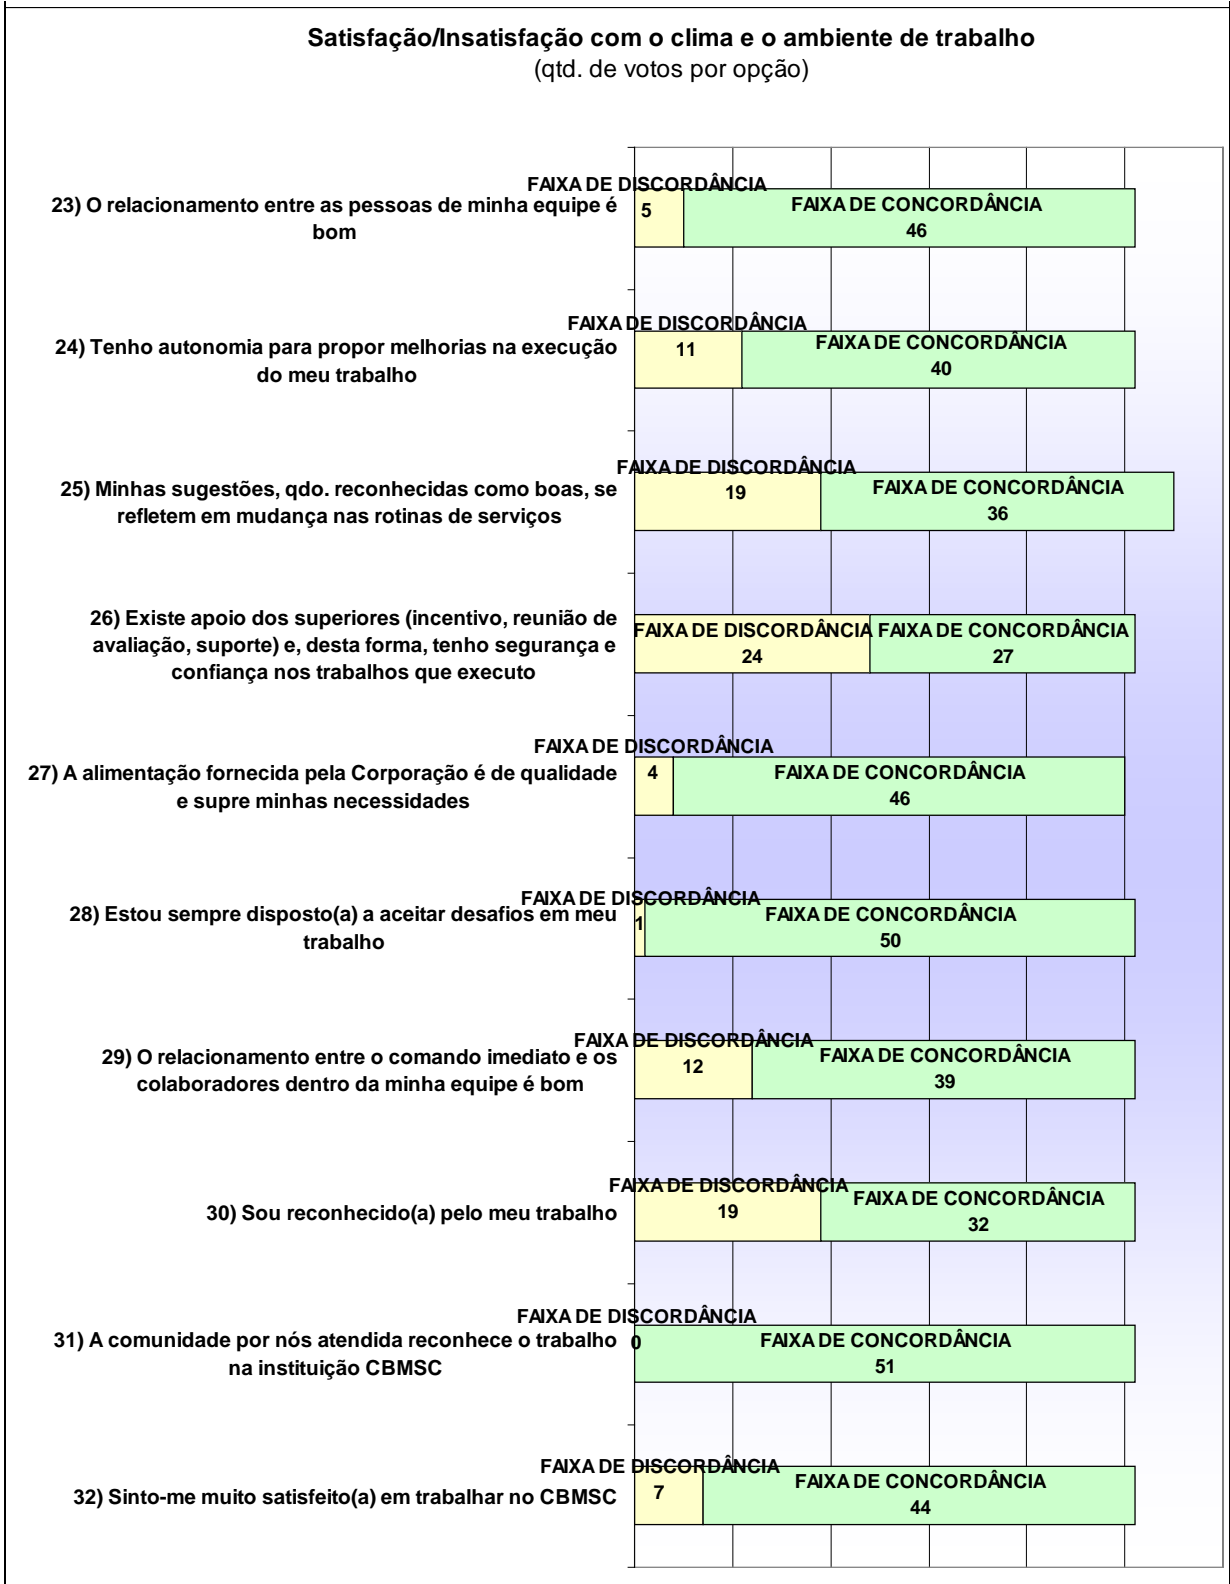 Satisfação/Insatisfação com o clima e o ambiente de trabalho
(qtd. de votos por opção)
23) O relacionamento entre as pessoas de minha equipe é
bom
FAIXA DE DISCORDÂNCIA
5
FAIXA DE CONCORDÂNCIA
46
24) Tenho autonomia para propor melhorias na execução
do meu trabalho
FAIXA DE DISCORDÂNCIA
11
FAIXA DE CONCORDÂNCIA
40
25) Minhas sugestões, qdo. reconhecidas como boas, se
refletem em mudança nas rotinas de serviços
FAIXA DE DISCORDÂNCIA
19
FAIXA DE CONCORDÂNCIA
36
26) Existe apoio dos superiores (incentivo, reunião de
avaliação, suporte) e, desta forma, tenho segurança e
confiança nos trabalhos que executo
FAIXA DE DISCORDÂNCIA
24
FAIXA DE CONCORDÂNCIA
27
27) A alimentação fornecida pela Corporação é de qualidade
e supre minhas necessidades
FAIXA DE DISCORDÂNCIA
4
FAIXA DE CONCORDÂNCIA
46
28) Estou sempre disposto(a) a aceitar desafios em meu
trabalho
FAIXA DE DISCORDÂNCIA
1
FAIXA DE CONCORDÂNCIA
50
29) O relacionamento entre o comando imediato e os
colaboradores dentro da minha equipe é bom
FAIXA DE DISCORDÂNCIA
12
FAIXA DE CONCORDÂNCIA
39
30) Sou reconhecido(a) pelo meu trabalho
FAIXA DE DISCORDÂNCIA
19
FAIXA DE CONCORDÂNCIA
32
31) A comunidade por nós atendida reconhece o trabalho
na instituição CBMSC
FAIXA DE DISCORDÂNCIA
0
FAIXA DE CONCORDÂNCIA
51
32) Sinto-me muito satisfeito(a) em trabalhar no CBMSC
FAIXA DE DISCORDÂNCIA
7
FAIXA DE CONCORDÂNCIA
44